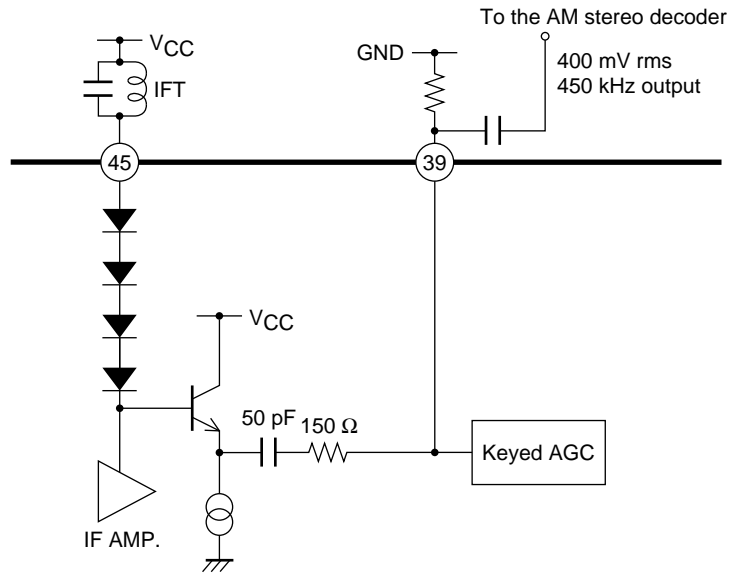 To the AM stereo decoder
VCC
GND
400 mV rms
450 kHz output
IFT
45
39
VCC
50 pF
150 Ω
Keyed AGC
IF AMP.